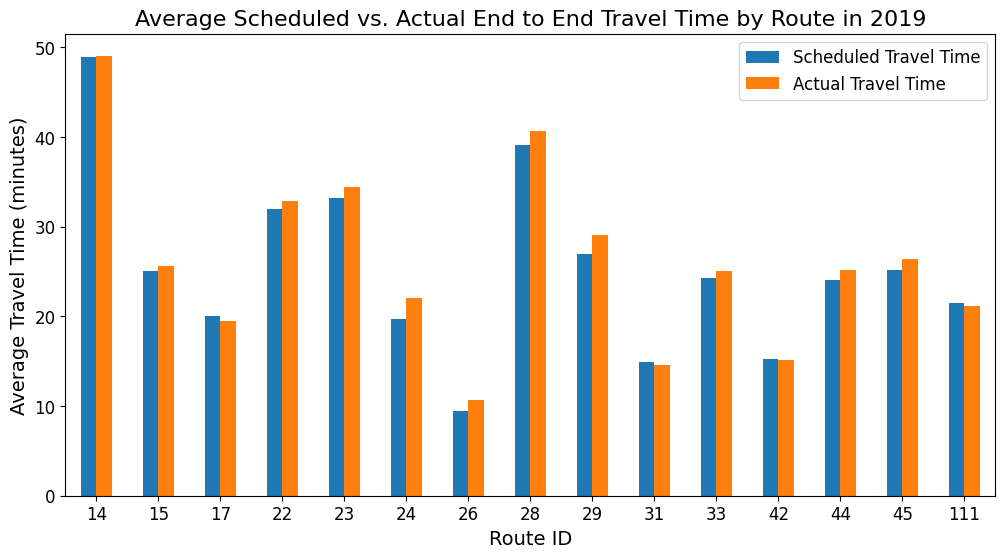 Average Scheduled vs. Actual End to End Travel Time by Route in 2019
Scheduled Travel Time
Actual Travel Time
Average Travel Time (minutes)
50
40
30
20
10
0
14 15 17 22 23 24 26 28 29 31 33 42 44 45 111
Route ID